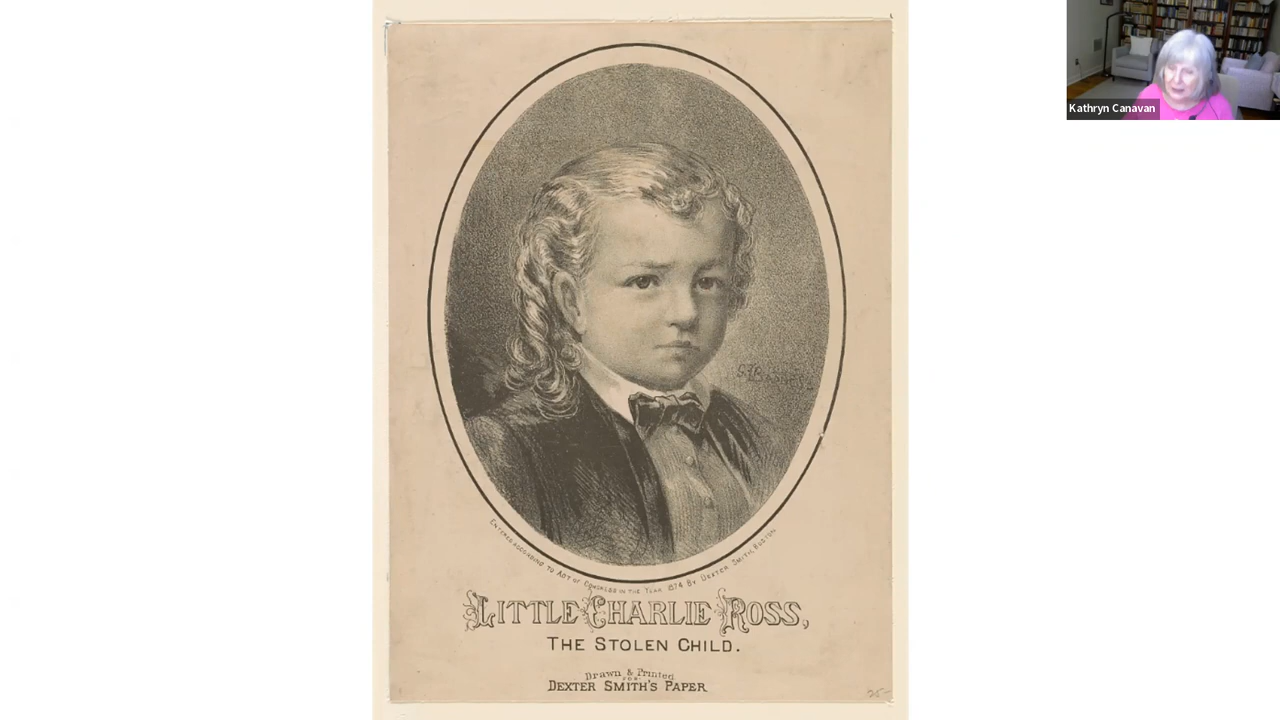 Kathryn Canavan
ENTERED ACCORDING TO ACT OF CONGRESS IN THE YEAR 1874 BY DEXTER SMITH BOSTON
LITTLE CHARLIE ROSS,
THE STOLEN CHILD.
Drawn & Printed
FOR
DEXTER SMITH'S PAPER